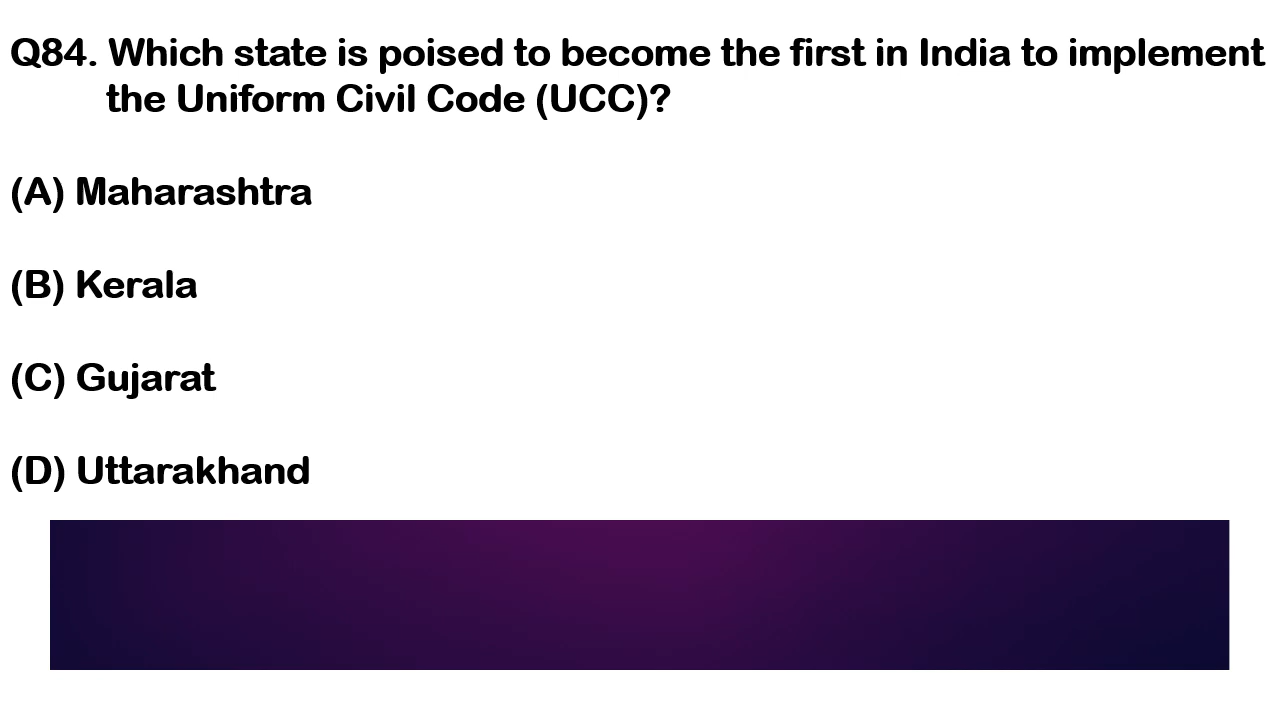 Q84. Which state is poised to become the first in India to implement
the Uniform Civil Code (UCC)?
(A) Maharashtra
(B) Kerala
(C) Gujarat
(D) Uttarakhand